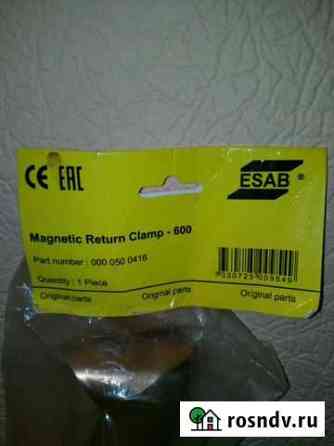 CE EAC
ESAB
Magnetic Return Clamp - 600
Part number : 000 050 0416
Quantity : 1 Piece
Original parts
Original parts
Original parts
rosndv.ru